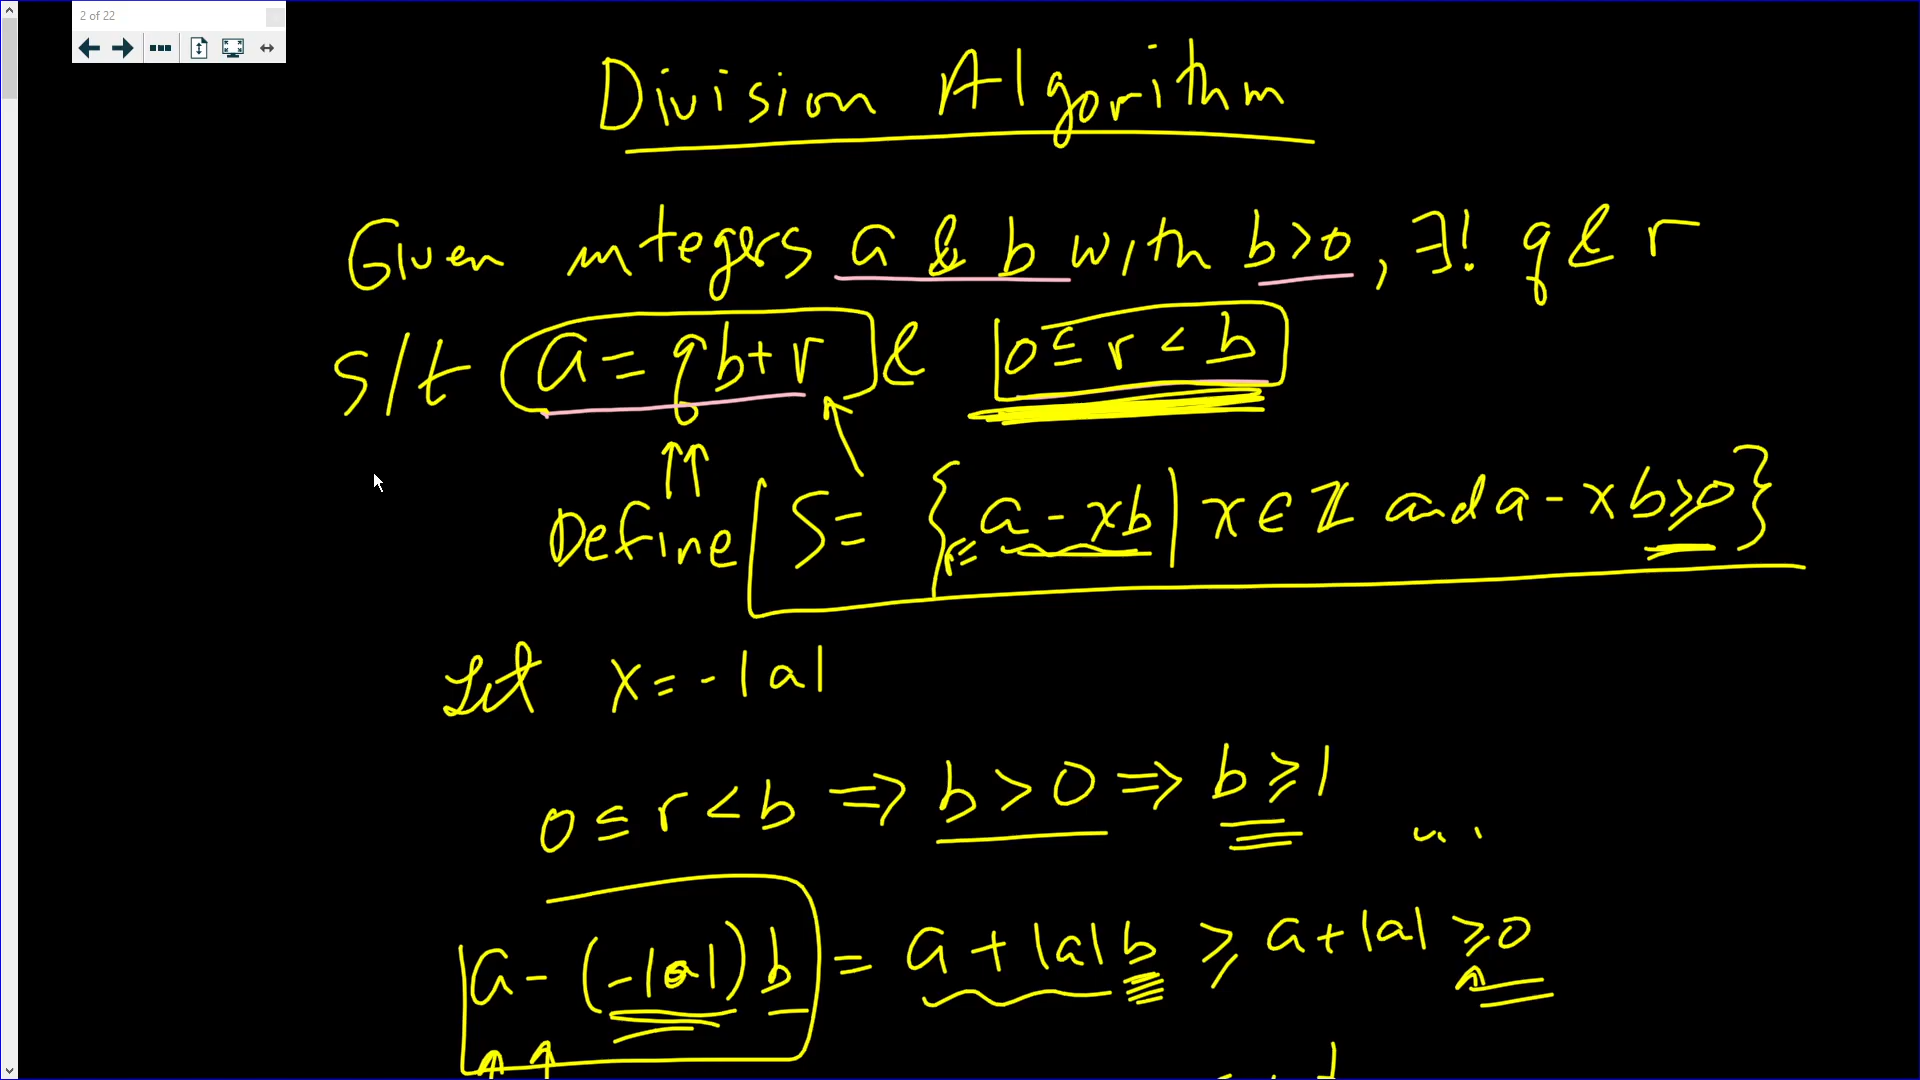 2 of 22
Division Algorithm
Given integers a & b with b>0, ∃! q & r
s/t a = qb + r & 0 ≤ r < b
Define S = { r = a - xb | x ∈ ℤ and a - xb ≥ 0 }
Let x = -|a|
0 ≤ r < b ⇒ b > 0 ⇒ b ≥ 1
a - (-|a|) b = a + |a| b ≥ a + |a| ≥ 0